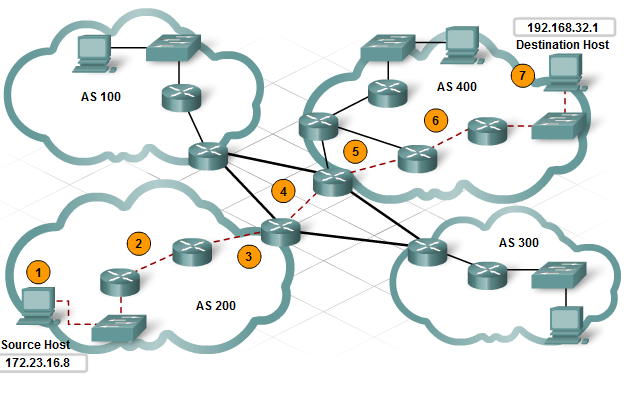 192.168.32.1
Destination Host
AS 100
AS 400
7
6
5
4
AS 300
2
3
1
AS 200
Source Host
172.23.16.8